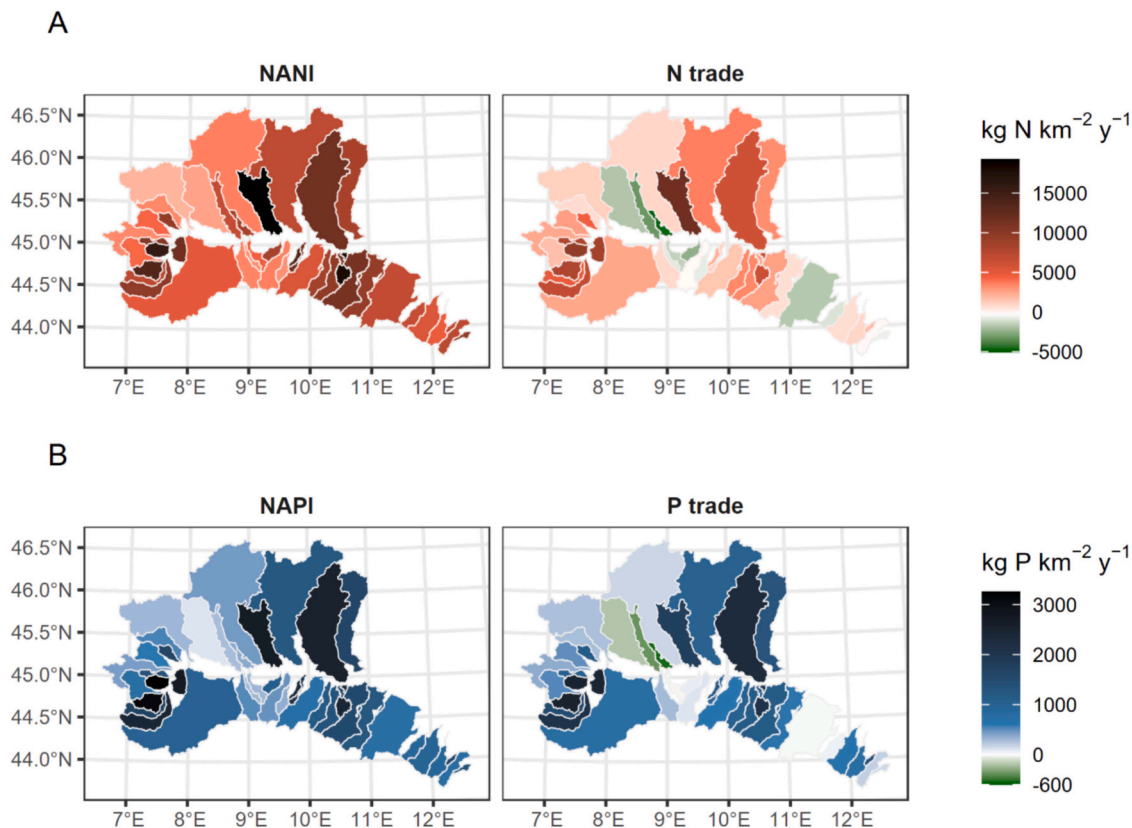 A
NANI
N trade
46.5°N
46.0°N
45.5°N
45.0°N
44.5°N
44.0°N
7°E 8°E 9°E 10°E 11°E 12°E
7°E 8°E 9°E 10°E 11°E 12°E
kg N km⁻² y⁻¹
15000
10000
5000
0
-5000
B
NAPI
P trade
46.5°N
46.0°N
45.5°N
45.0°N
44.5°N
44.0°N
7°E 8°E 9°E 10°E 11°E 12°E
7°E 8°E 9°E 10°E 11°E 12°E
kg P km⁻² y⁻¹
3000
2000
1000
0
-600